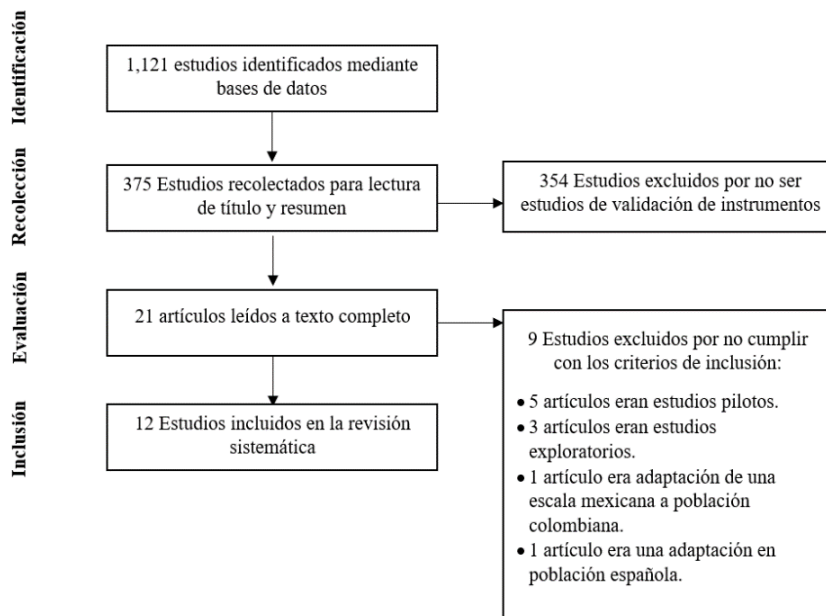 Identificación
1,121 estudios identificados mediante
bases de datos
Recolección
375 Estudios recolectados para lectura
de título y resumen
354 Estudios excluidos por no ser
estudios de validación de instrumentos
Evaluación
21 artículos leídos a texto completo
9 Estudios excluidos por no cumplir
con los criterios de inclusión:
• 5 artículos eran estudios pilotos.
• 3 artículos eran estudios
exploratorios.
• 1 artículo era adaptación de una
escala mexicana a población
colombiana.
• 1 artículo era una adaptación en
población española.
Inclusión
12 Estudios incluidos en la revisión
sistemática